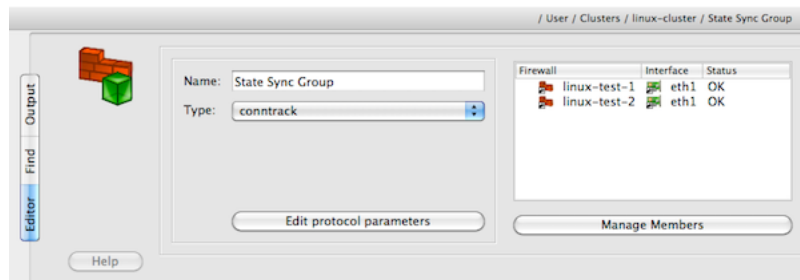 / User / Clusters / linux-cluster / State Sync Group
Output
Find
Editor
Name: State Sync Group
Type: conntrack
Edit protocol parameters
Firewall Interface Status
linux-test-1 eth1 OK
linux-test-2 eth1 OK
Manage Members
Help